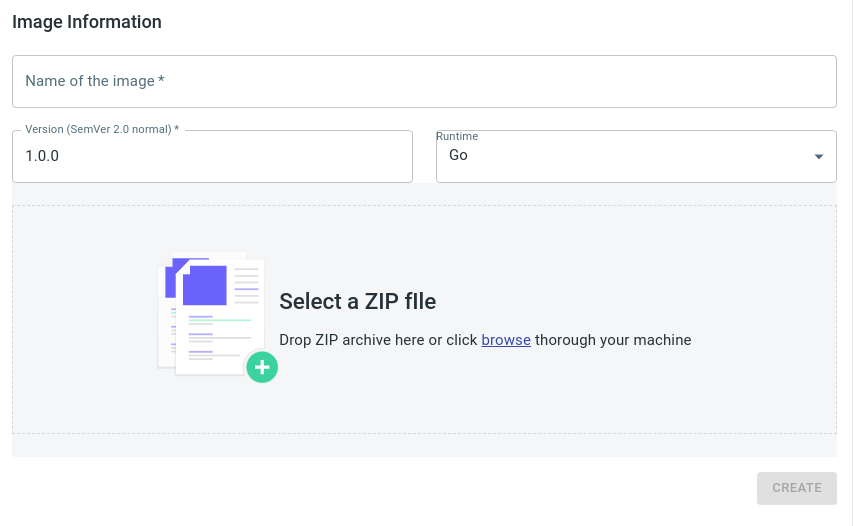 Image Information
Name of the image *
Version (SemVer 2.0 normal) *
1.0.0
Runtime
Go
Select a ZIP fIle
Drop ZIP archive here or click browse thorough your machine
CREATE